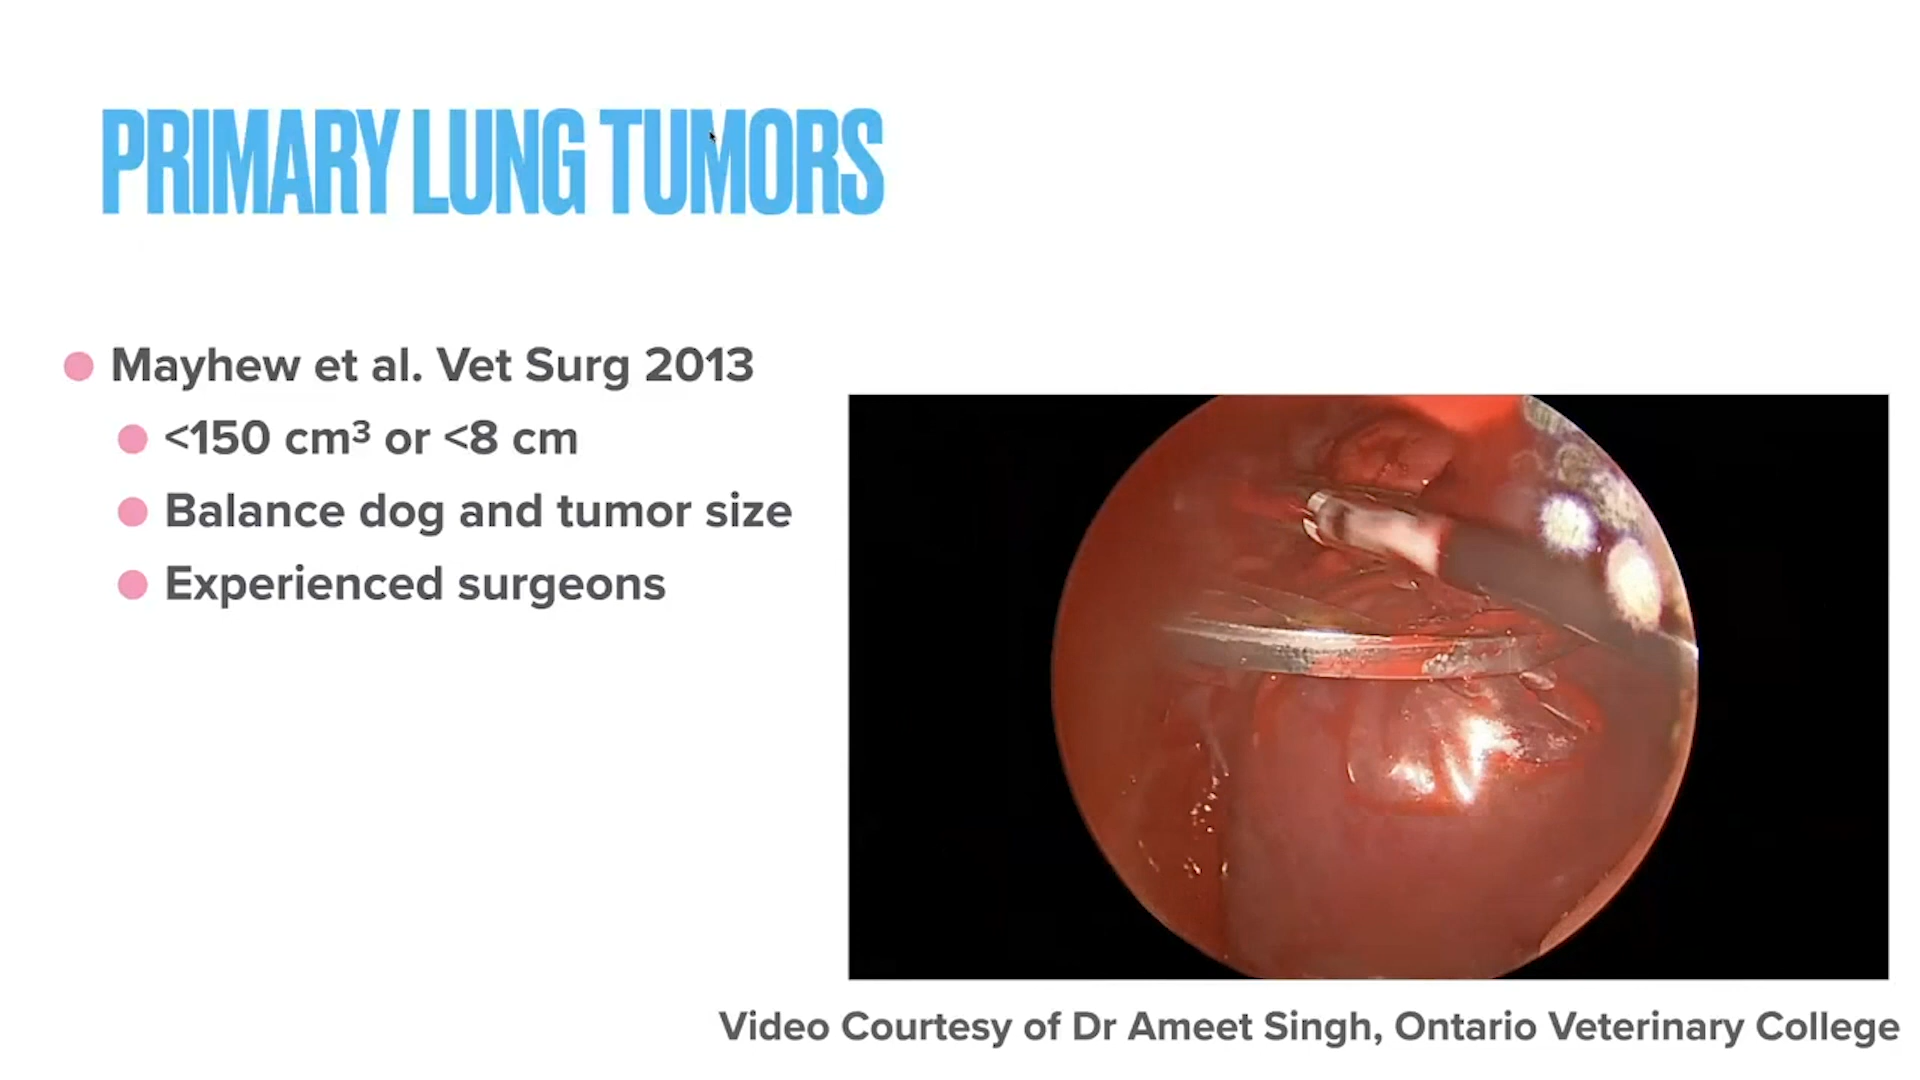 PRIMARY LUNG TUMORS
Mayhew et al. Vet Surg 2013
<150 cm³ or <8 cm
Balance dog and tumor size
Experienced surgeons
Video Courtesy of Dr Ameet Singh, Ontario Veterinary College